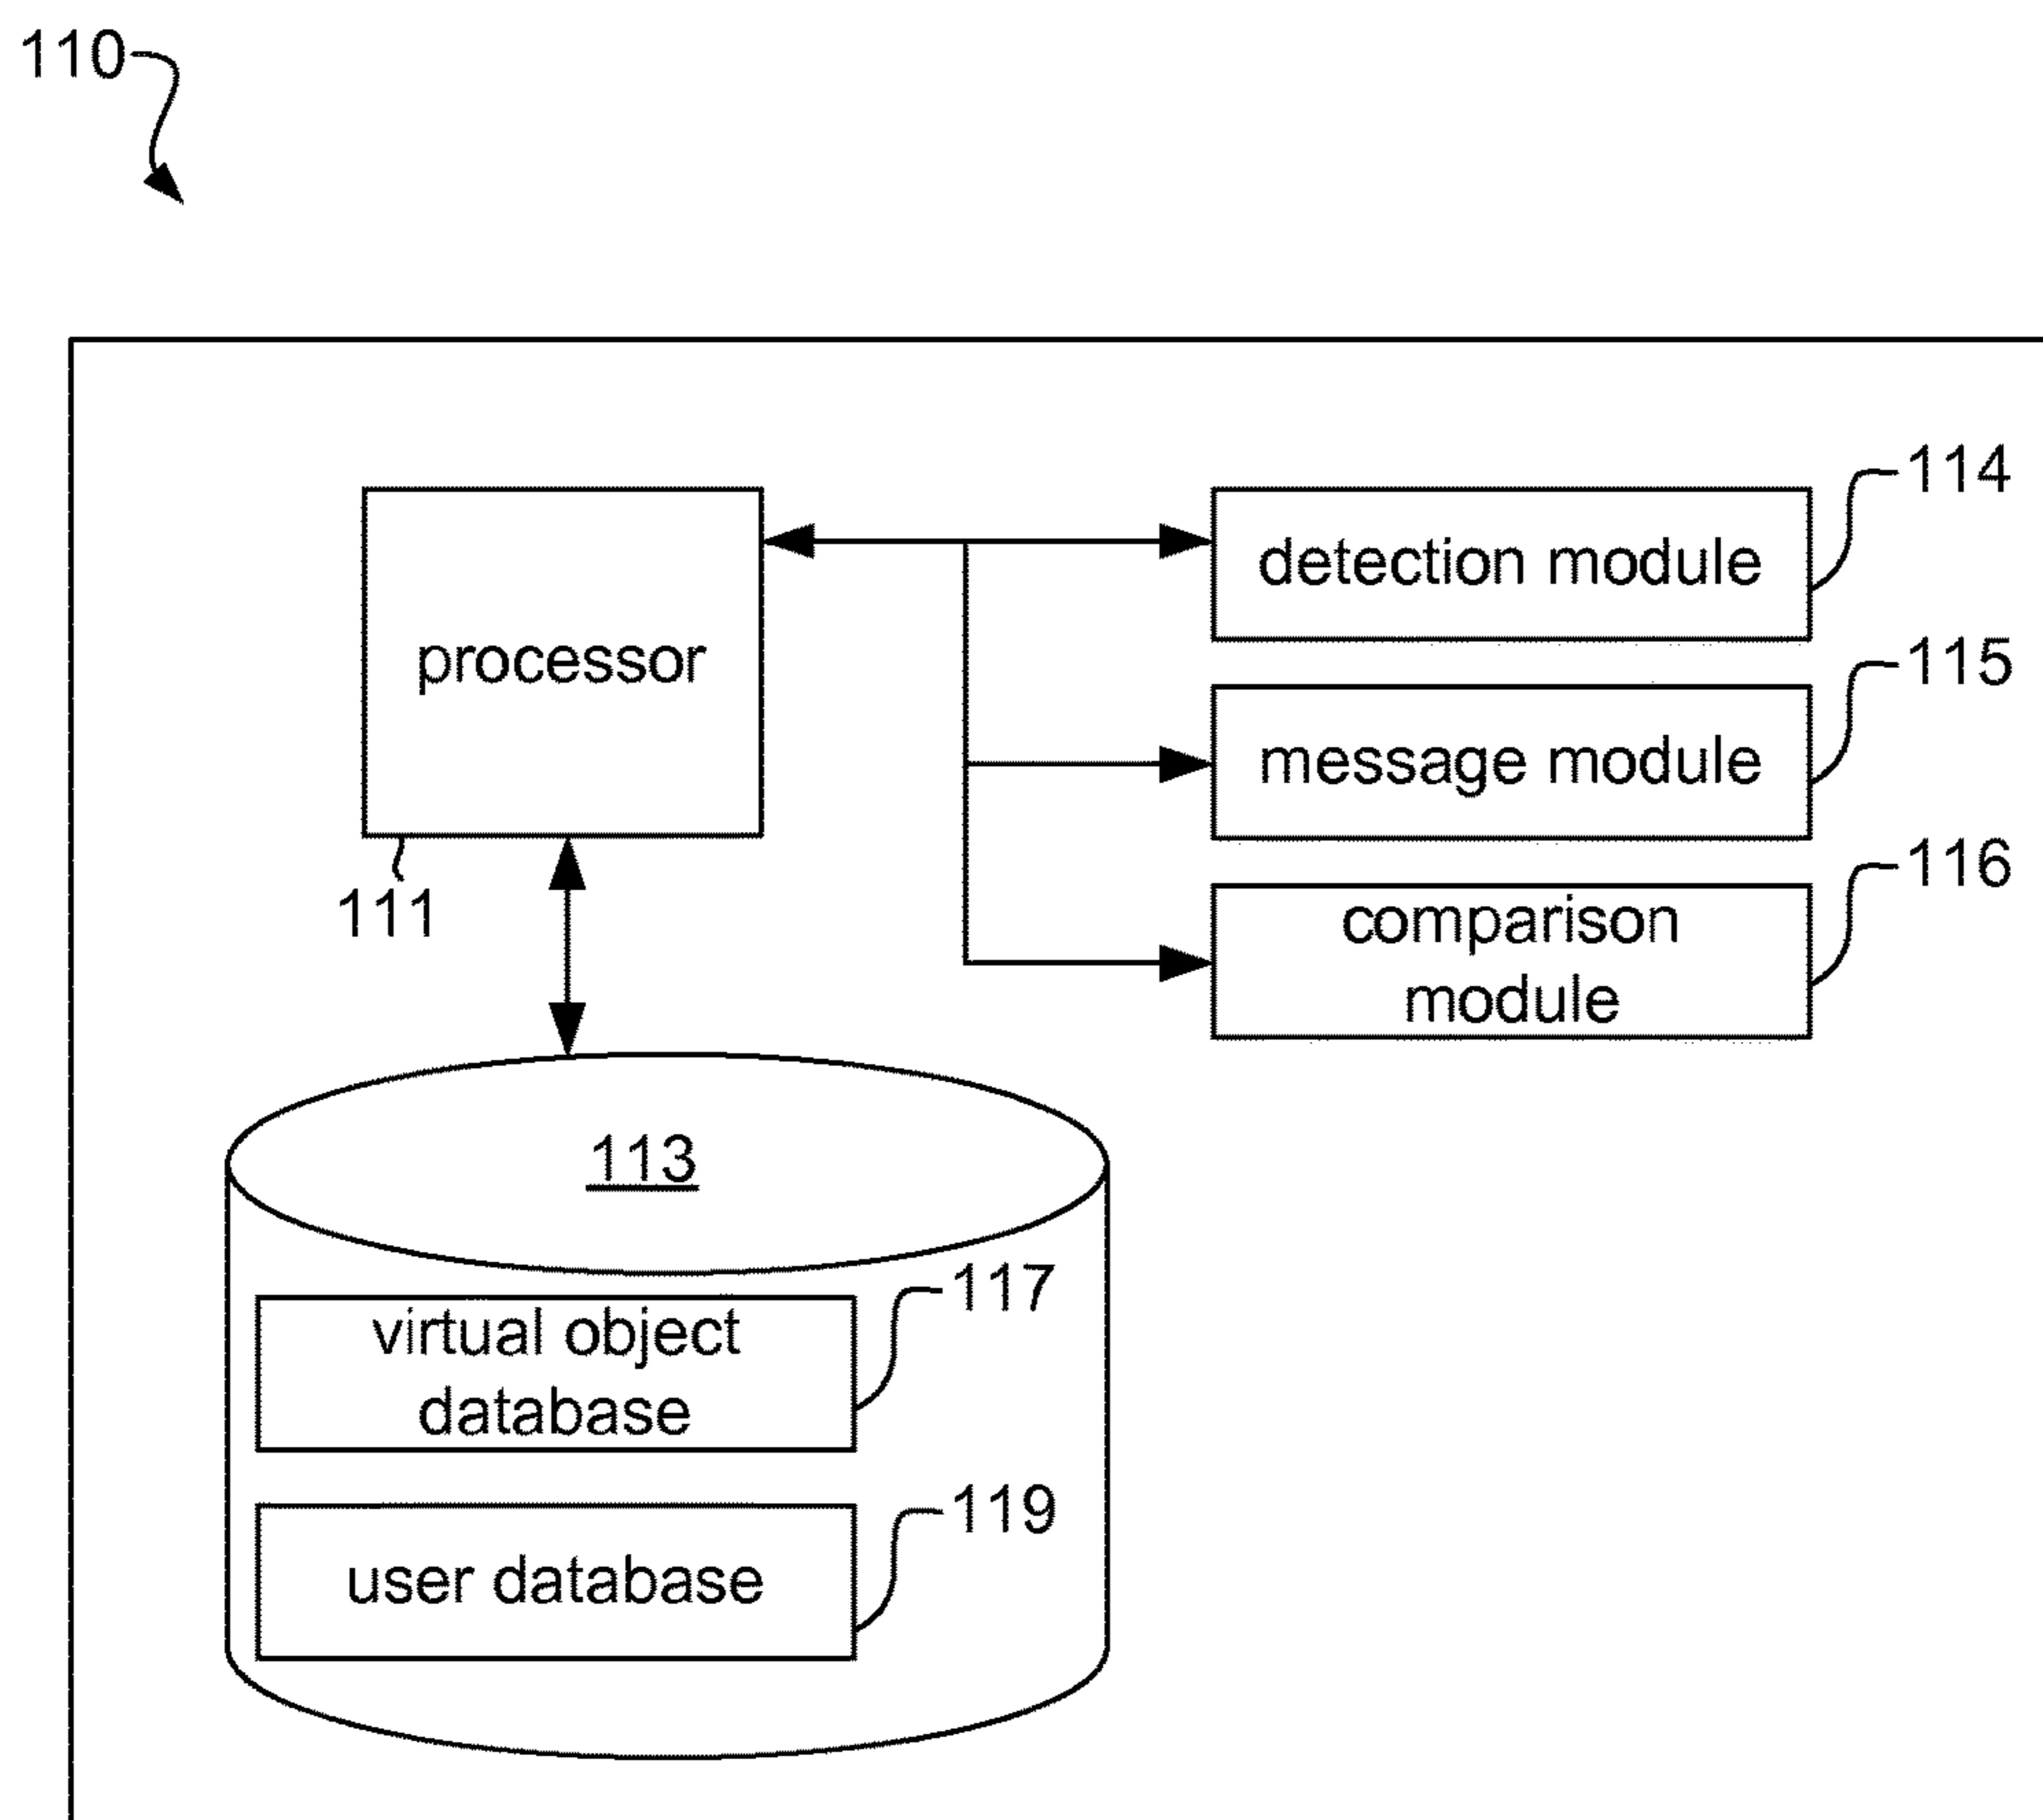 110
114
detection module
processor
115
message module
111
116
comparison
module
113
117
virtual object
database
119
user database